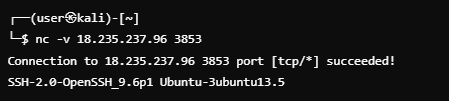 ┌──(user㉿kali)-[~]
└─$ nc -v 18.235.237.96 3853
Connection to 18.235.237.96 3853 port [tcp/*] succeeded!
SSH-2.0-OpenSSH_9.6p1 Ubuntu-3ubuntu13.5